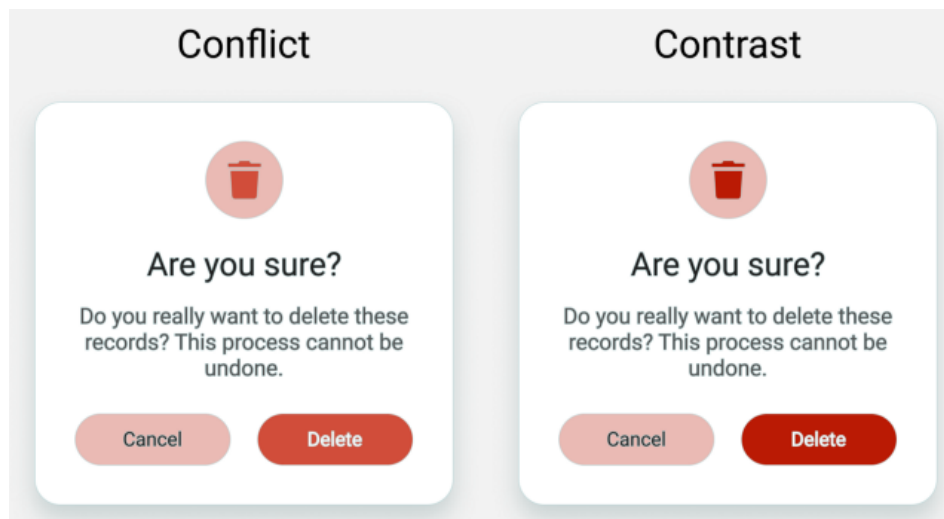 Conflict
Are you sure?
Do you really want to delete these
records? This process cannot be
undone.
Cancel
Delete
Contrast
Are you sure?
Do you really want to delete these
records? This process cannot be
undone.
Cancel
Delete